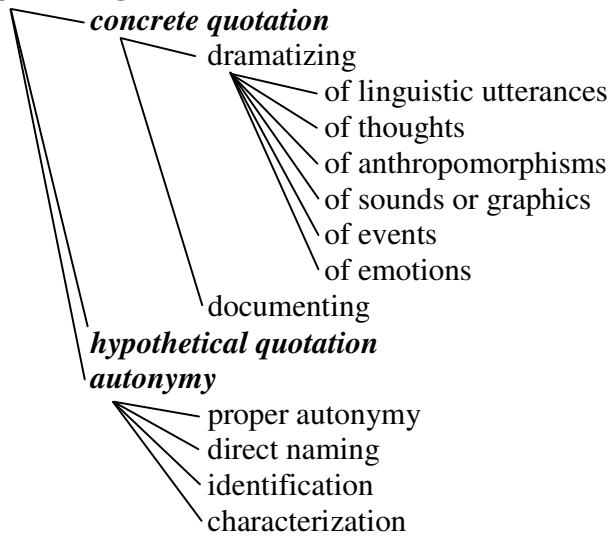 concrete quotation
dramatizing
of linguistic utterances
of thoughts
of anthropomorphisms
of sounds or graphics
of events
of emotions
documenting
hypothetical quotation
autonymy
proper autonymy
direct naming
identification
characterization